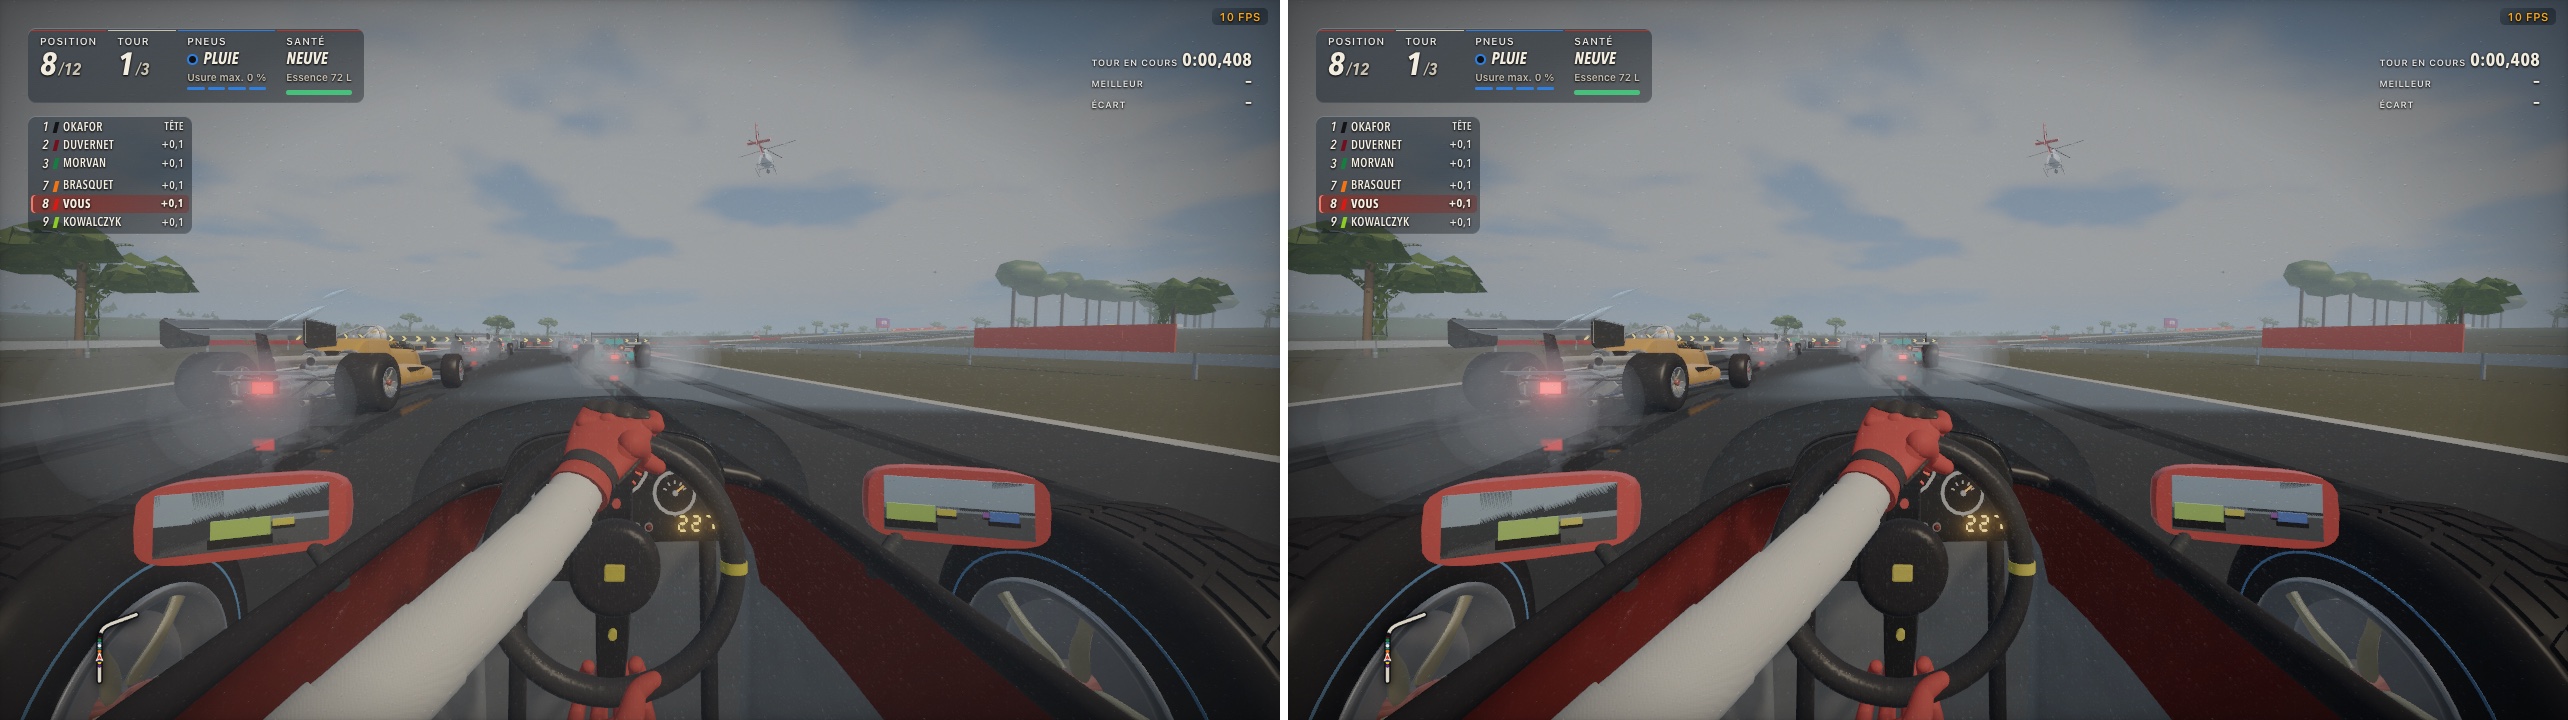 10 FPS
POSITION TOUR PNEUS SANTÉ
8/12 1/3 PLUIE NEUVE
Usure max. 0 % Essence 72 L
TOUR EN COURS 0:00,408
MEILLEUR –
ÉCART –
1 OKAFOR TÊTE
2 DUVERNET +0,1
3 MORVAN +0,1
7 BRASQUET +0,1
8 VOUS +0,1
9 KOWALCZYK +0,1
10 FPS
POSITION TOUR PNEUS SANTÉ
8/12 1/3 PLUIE NEUVE
Usure max. 0 % Essence 72 L
TOUR EN COURS 0:00,408
MEILLEUR –
ÉCART –
1 OKAFOR TÊTE
2 DUVERNET +0,1
3 MORVAN +0,1
7 BRASQUET +0,1
8 VOUS +0,1
9 KOWALCZYK +0,1